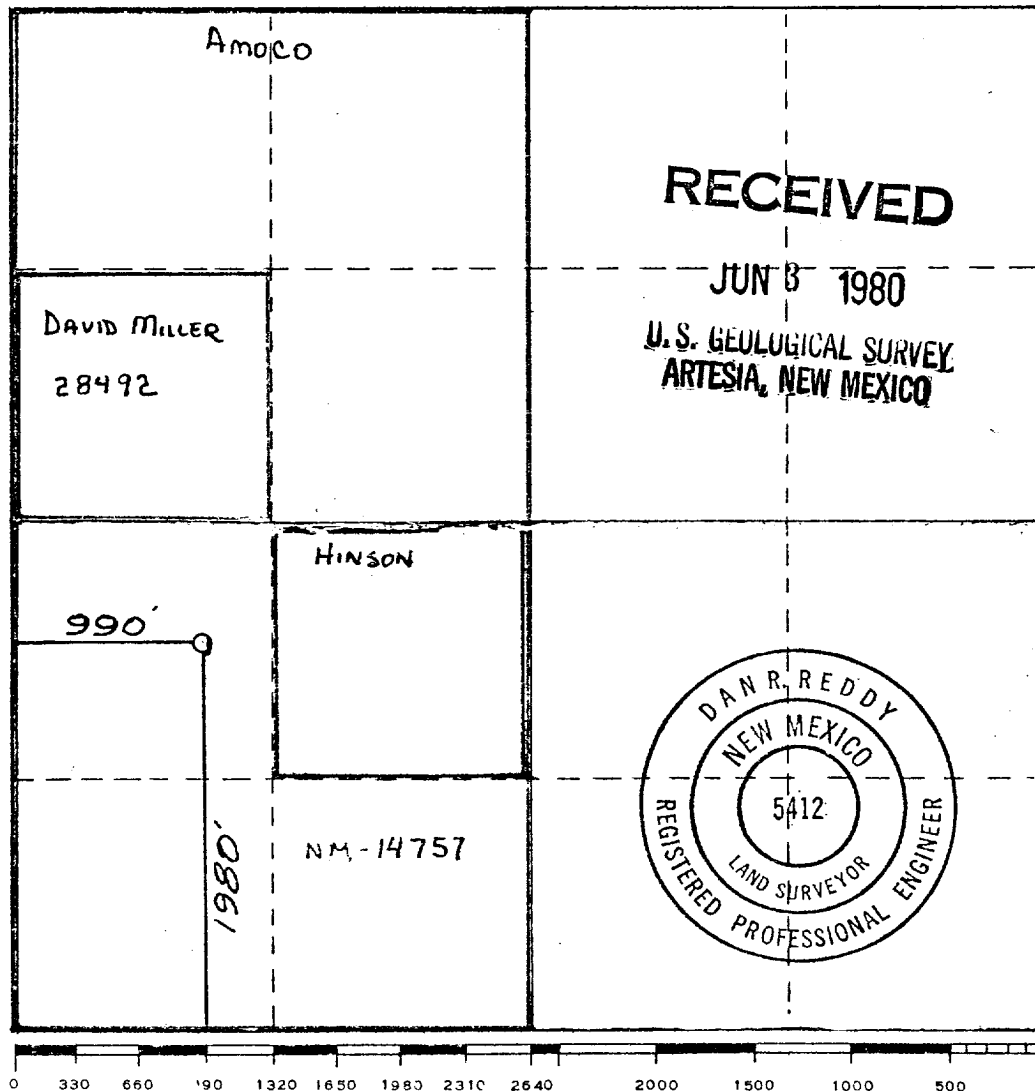 AMOCO
RECEIVED
JUN 3 1980
U.S. GEOLOGICAL SURVEY
ARTESIA, NEW MEXICO
DAVID MILLER
28492
HINSON
990'
1980'
NM-14757
DAN R. REDDY
NEW MEXICO
5412
LAND SURVEYOR
REGISTERED PROFESSIONAL ENGINEER
0 330 660 '90 1320 1650 1980 2310 2640 2000 1500 1000 500